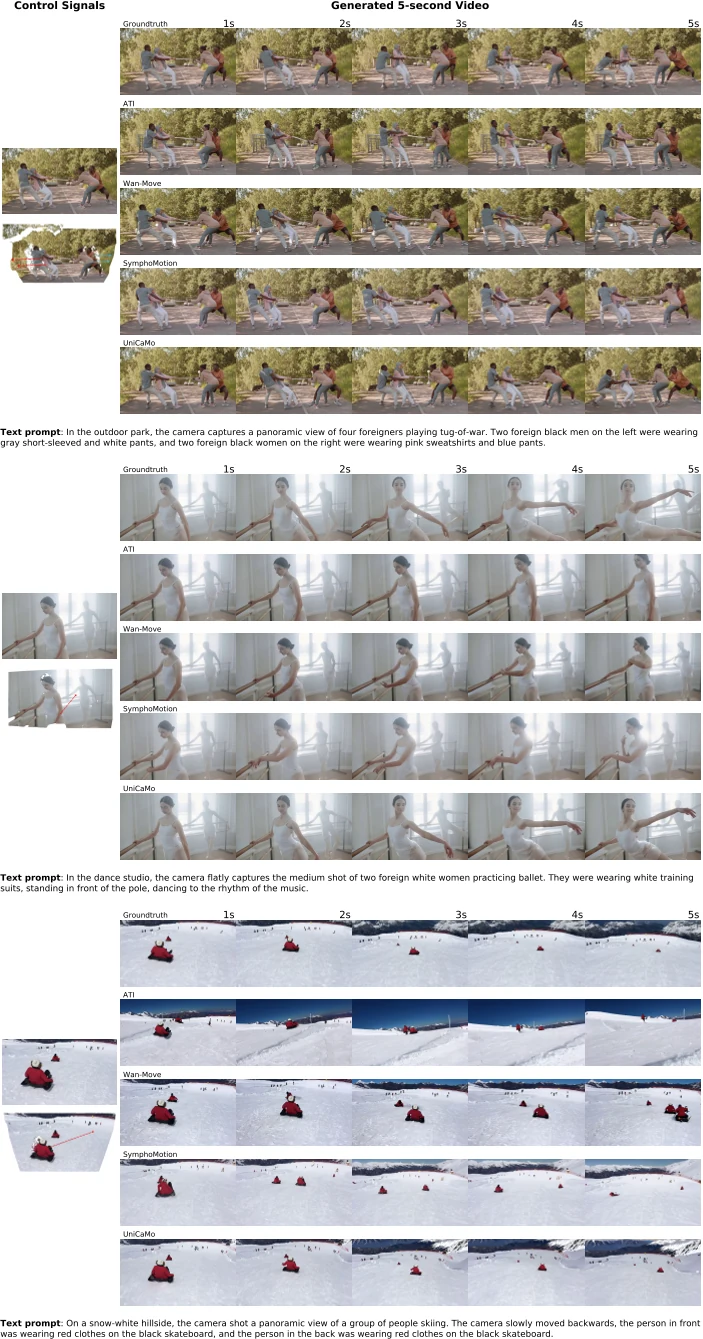 Control Signals Generated 5-second Video
Groundtruth 1s 2s 3s 4s 5s
ATI
Wan-Move
SymphoMotion
UniCaMo
Text prompt: In the outdoor park, the camera captures a panoramic view of four foreigners playing tug-of-war. Two foreign black men on the left were wearing
gray short-sleeved and white pants, and two foreign black women on the right were wearing pink sweatshirts and blue pants.
Groundtruth 1s 2s 3s 4s 5s
ATI
Wan-Move
SymphoMotion
UniCaMo
Text prompt: In the dance studio, the camera flatly captures the medium shot of two foreign white women practicing ballet. They were wearing white training
suits, standing in front of the pole, dancing to the rhythm of the music.
Groundtruth 1s 2s 3s 4s 5s
ATI
Wan-Move
SymphoMotion
UniCaMo
Text prompt: On a snow-white hillside, the camera shot a panoramic view of a group of people skiing. The camera slowly moved backwards, the person in front
was wearing red clothes on the black skateboard, and the person in the back was wearing red clothes on the black skateboard.